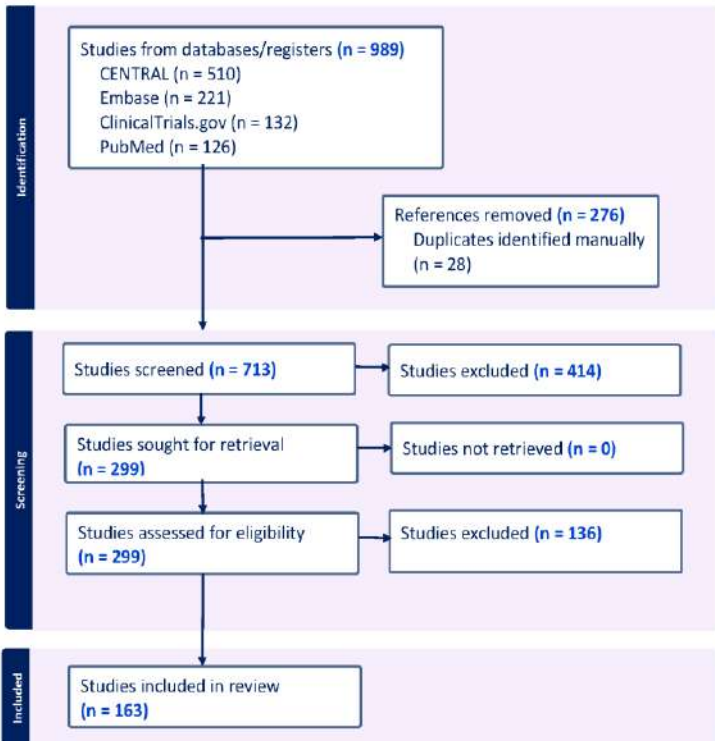 Identification
Studies from databases/registers (n = 989)
CENTRAL (n = 510)
Embase (n = 221)
ClinicalTrials.gov (n = 132)
PubMed (n = 126)
References removed (n = 276)
Duplicates identified manually
(n = 28)
Screening
Studies screened (n = 713)
Studies excluded (n = 414)
Studies sought for retrieval
(n = 299)
Studies not retrieved (n = 0)
Studies assessed for eligibility
(n = 299)
Studies excluded (n = 136)
Included
Studies included in review
(n = 163)